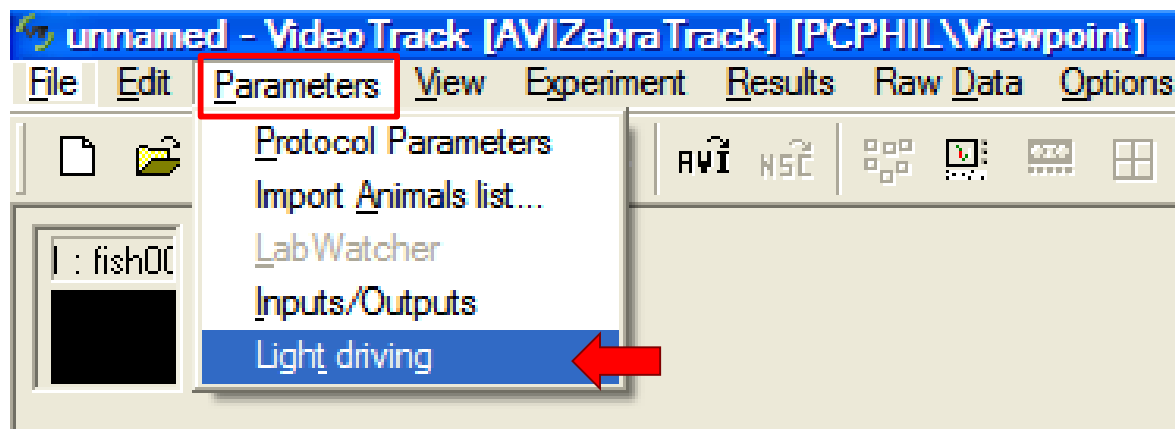 unnamed - VideoTrack [AVIZebraTrack] [PCPHIL\Viewpoint]
File Edit Parameters View Experiment Results Raw Data Options
AVI NSC
Protocol Parameters
Import Animals list...
LabWatcher
Inputs/Outputs
Light driving
I : fish00